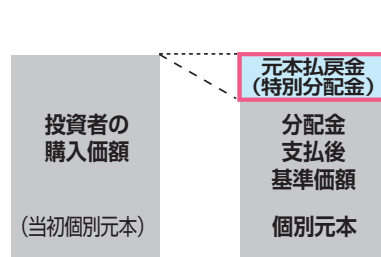 投資者の
購入価額
（当初個別元本）
元本払戻金
（特別分配金）
分配金
支払後
基準価額
個別元本